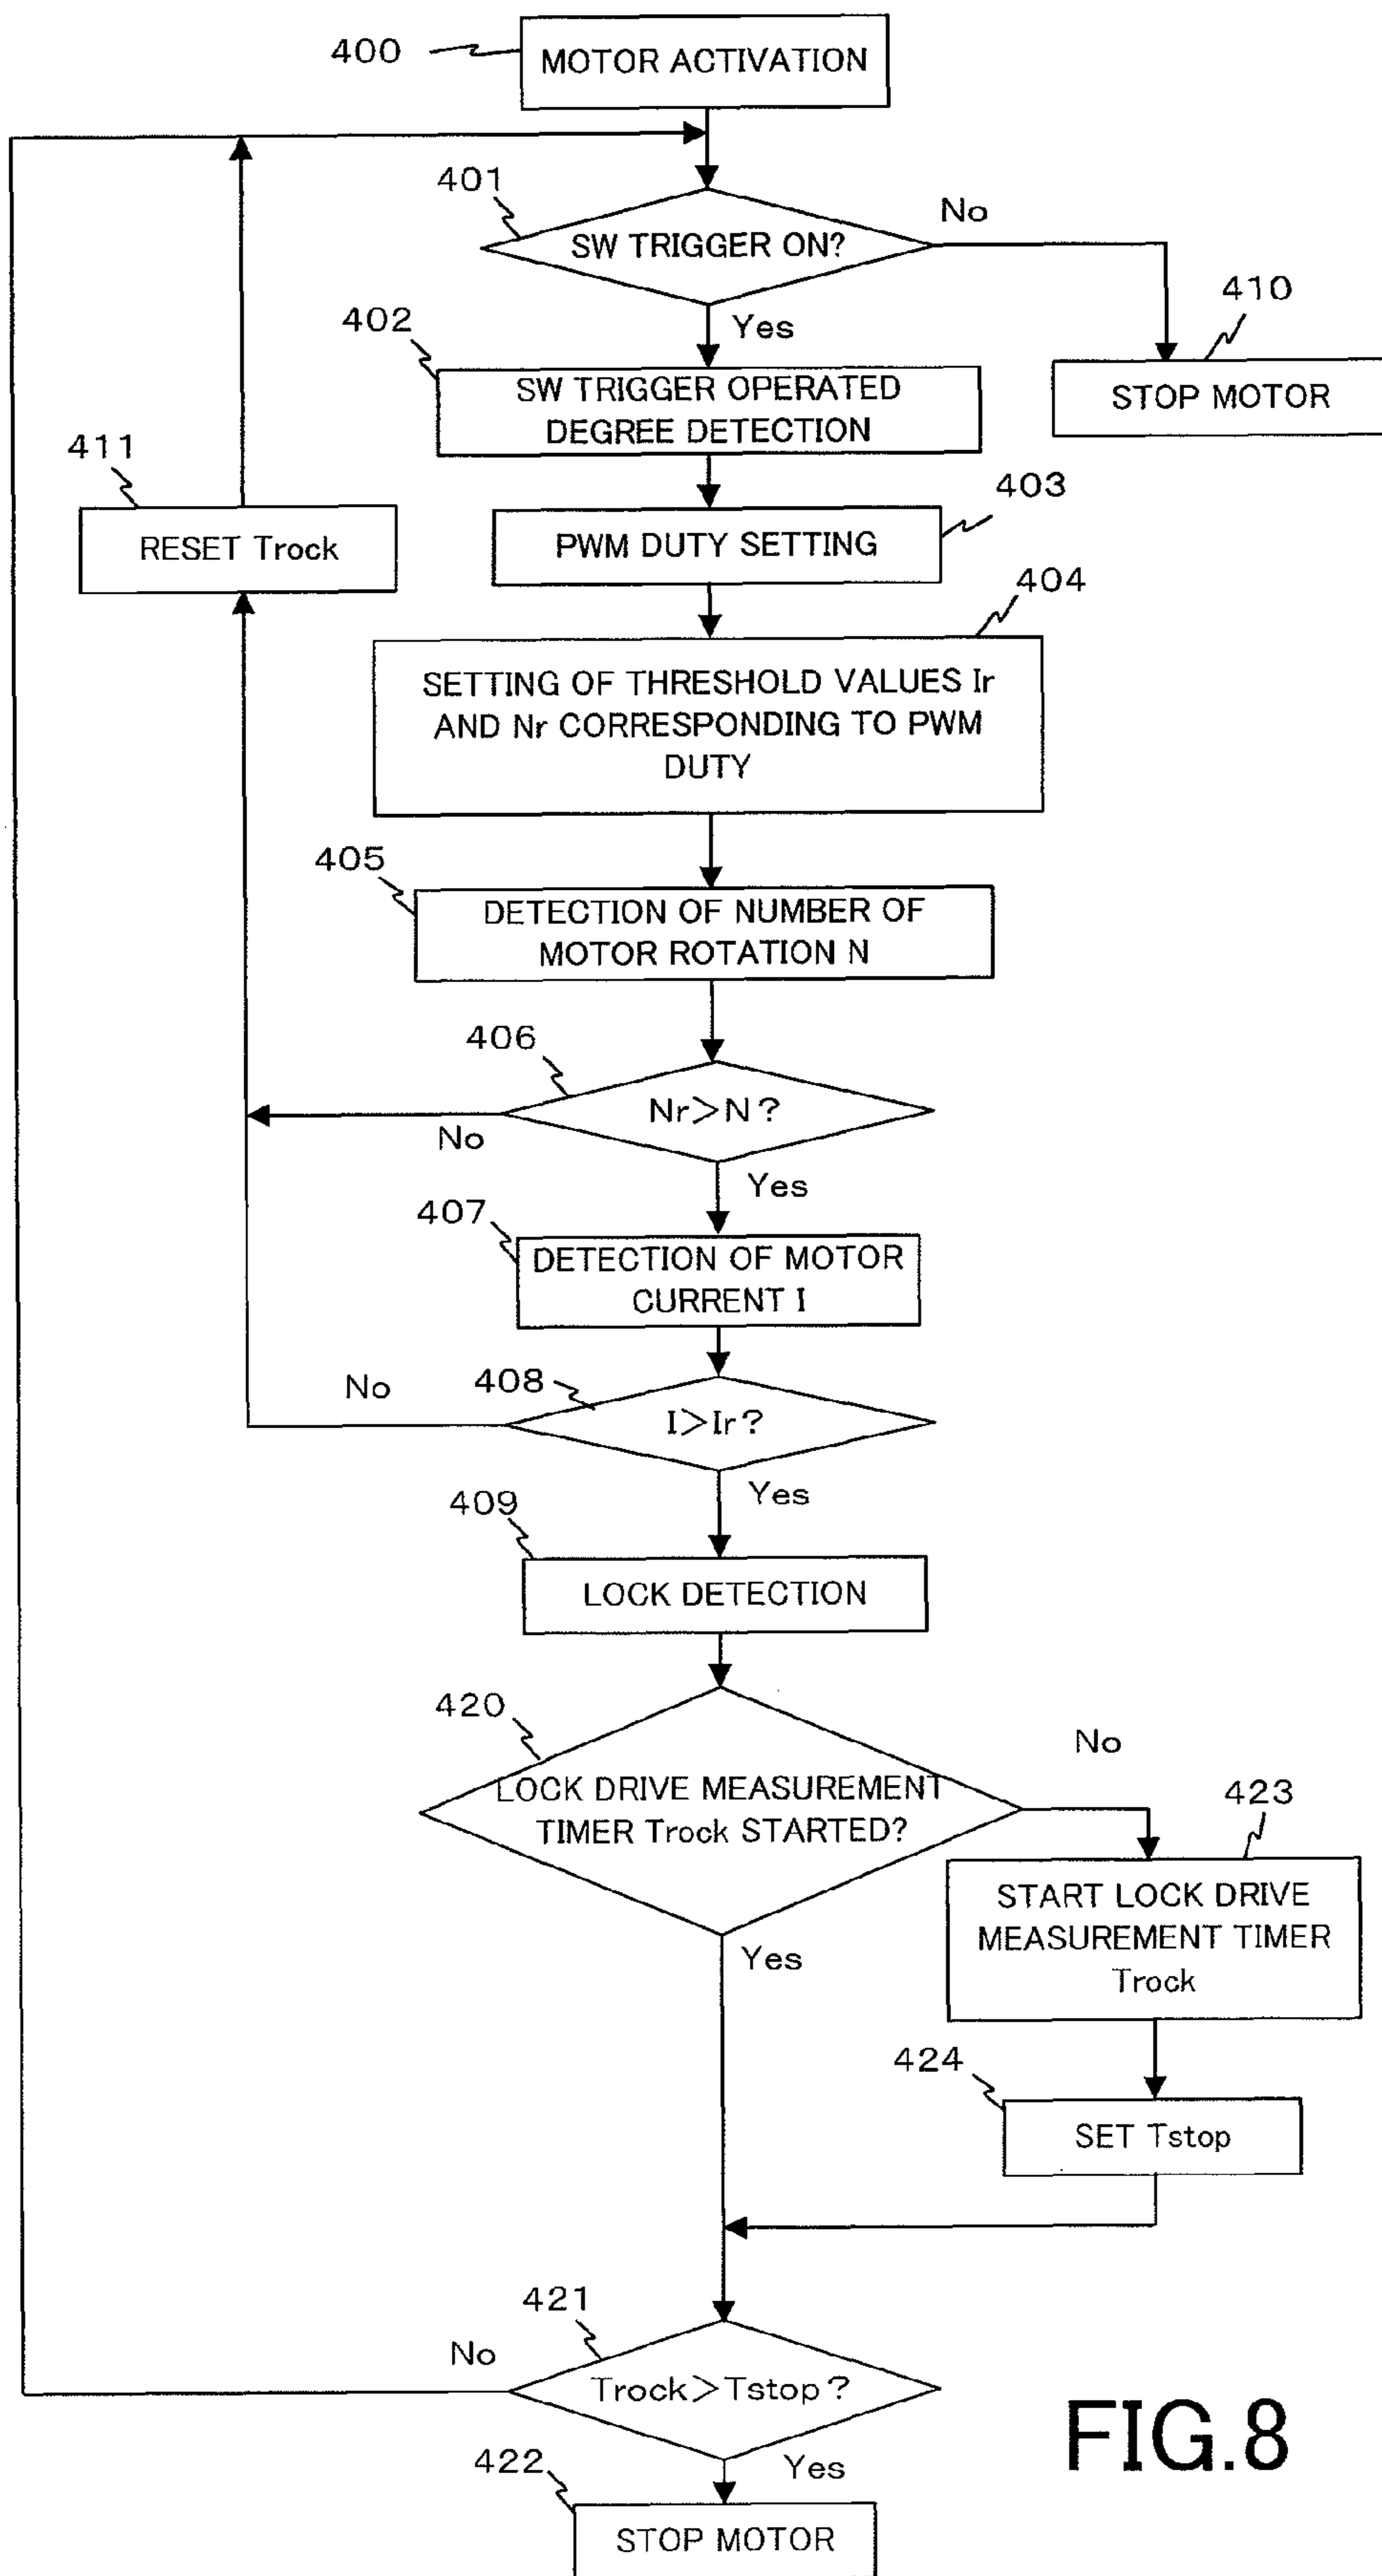 400
MOTOR ACTIVATION
401
SW TRIGGER ON?
No
Yes
410
STOP MOTOR
402
SW TRIGGER OPERATED
DEGREE DETECTION
411
RESET Trock
403
PWM DUTY SETTING
404
SETTING OF THRESHOLD VALUES Ir
AND Nr CORRESPONDING TO PWM
DUTY
405
DETECTION OF NUMBER OF
MOTOR ROTATION N
406
Nr>N?
No
Yes
407
DETECTION OF MOTOR
CURRENT I
408
I>Ir?
No
Yes
409
LOCK DETECTION
420
LOCK DRIVE MEASUREMENT
TIMER Trock STARTED?
No
Yes
423
START LOCK DRIVE
MEASUREMENT TIMER
Trock
424
SET Tstop
421
Trock>Tstop?
No
Yes
422
STOP MOTOR
FIG.8